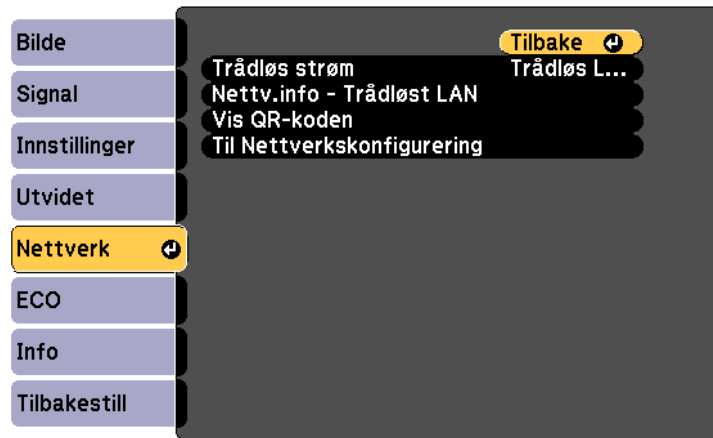 Bilde
Signal
Innstillinger
Utvidet
Nettverk
ECO
Info
Tilbakestill
Tilbake
Trådløs strøm Trådløs L...
Nettv.info - Trådløst LAN
Vis QR-koden
Til Nettverkskonfigurering